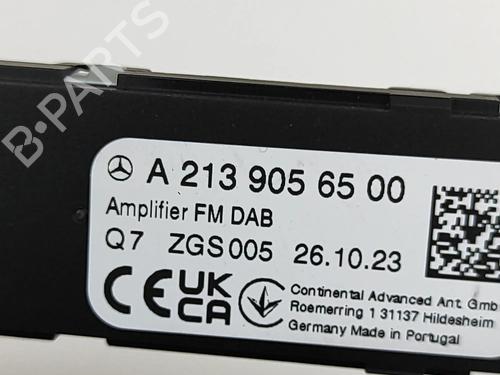 B·PARTS
A 213 905 65 00
Amplifier FM DAB
Q7 ZGS 005 26.10.23
CE UK CA
Continental Advanced Ant. GmbH
Roemerring 1 31137 Hildesheim
Germany Made in Portugal